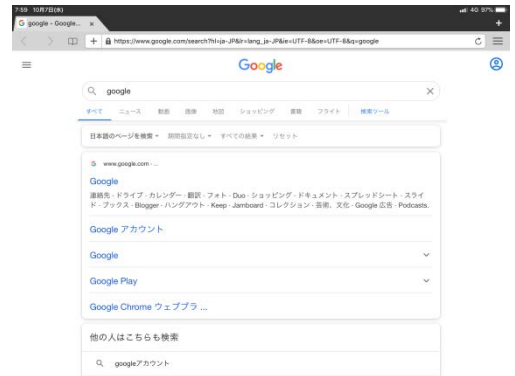 7:59 10月7日(水)
4G 97%
G google - Google... ×
+
https://www.google.com/search?hl=ja-JP&lr=lang_ja-JP&ie=UTF-8&oe=UTF-8&q=google
Google
google
すべて ニュース 動画 画像 地図 ショッピング 書籍 フライト 検索ツール
日本語のページを検索 期間指定なし すべての結果 リセット
G www.google.com › ...
Google
連絡先 - ドライブ - カレンダー - 翻訳 - フォト - Duo - ショッピング - ドキュメント - スプレッドシート - スライ
ド - ブックス - Blogger - ハングアウト - Keep - Jamboard - コレクション - 芸術、文化 - Google 広告 - Podcasts.
Google アカウント
Google
Google Play
Google Chrome ウェブブラ ...
他の人はこちらも検索
googleアカウント